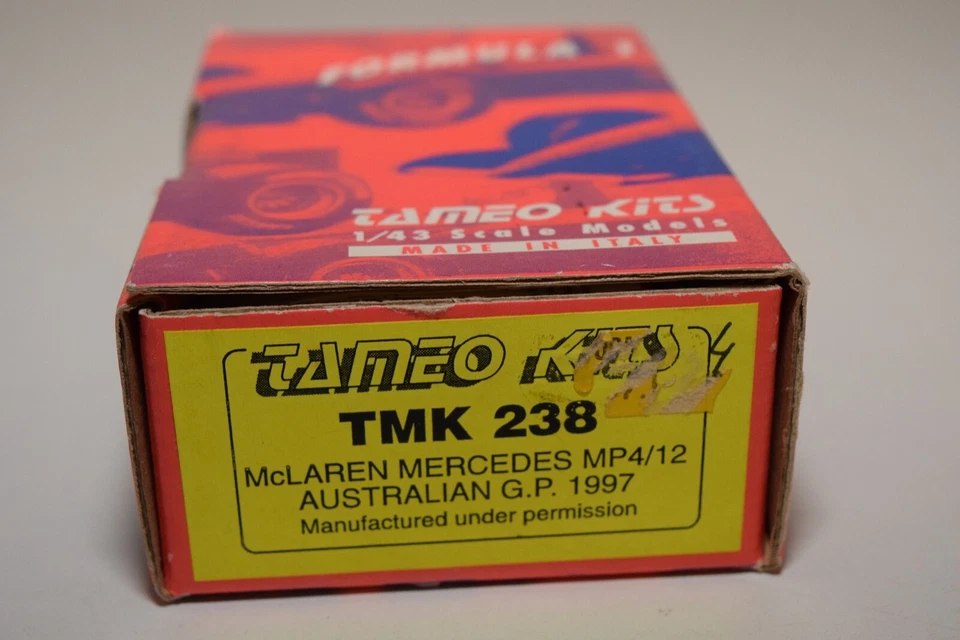 FORMULA 1
TAMEO KITS
1/43 Scale Models
MADE IN ITALY
TAMEO KITS
TMK 238
McLAREN MERCEDES MP4/12
AUSTRALIAN G.P. 1997
Manufactured under permission